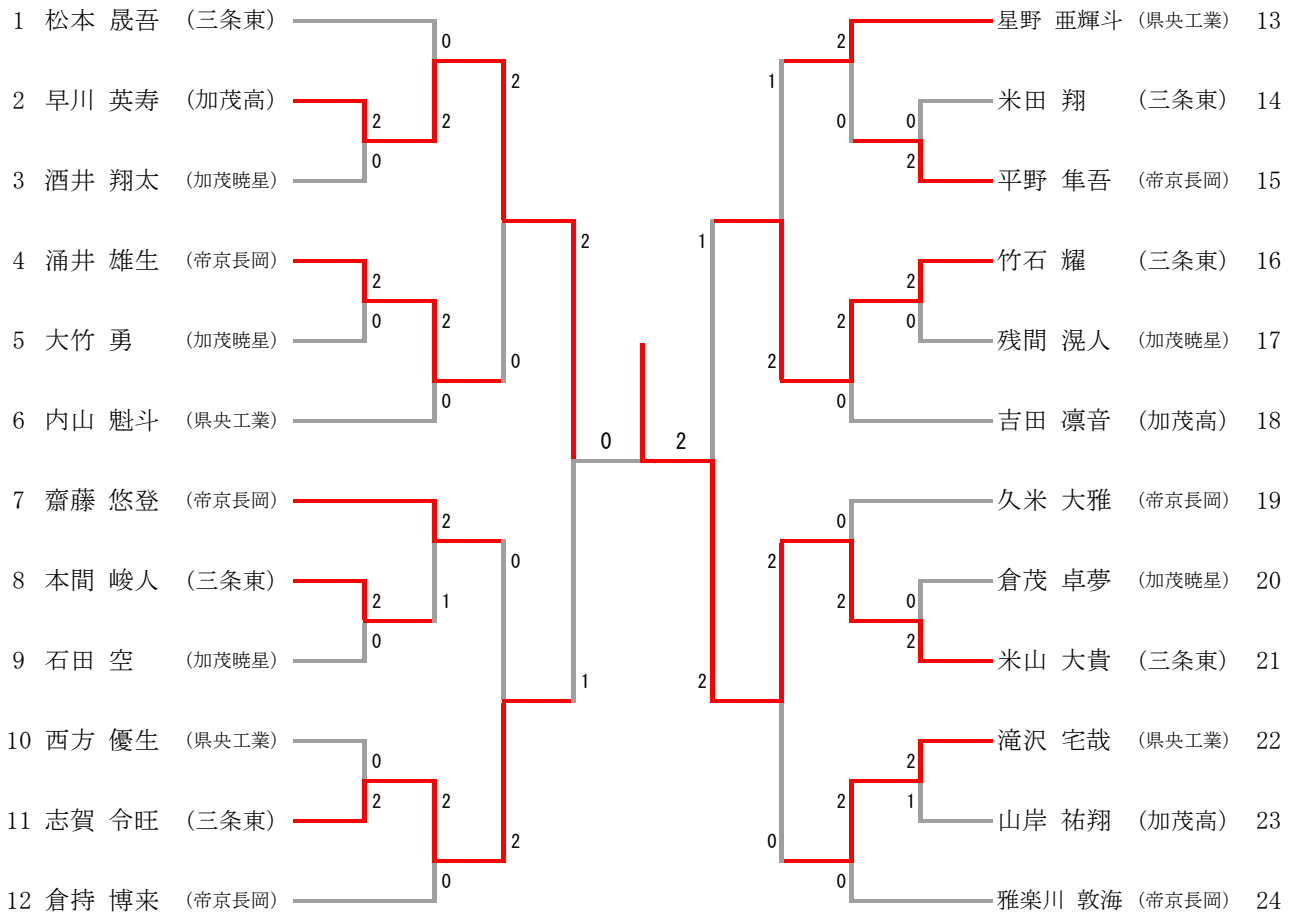 1 松本 晟吾 (三条東)
2 早川 英寿 (加茂高)
3 酒井 翔太 (加茂暁星)
4 涌井 雄生 (帝京長岡)
5 大竹 勇 (加茂暁星)
6 内山 魁斗 (県央工業)
7 齋藤 悠登 (帝京長岡)
8 本間 峻人 (三条東)
9 石田 空 (加茂暁星)
10 西方 優生 (県央工業)
11 志賀 令旺 (三条東)
12 倉持 博来 (帝京長岡)
0
2
2
0
2
2
0
2
0
0
2
0
2
1
0
0
2
0
2
2
0
2
1
0
2
1
2
1
2
0
0
2
2
2
0
0
2
0
2
0
2
2
1
2
0
0
星野 亜輝斗 (県央工業) 13
米田 翔 (三条東) 14
平野 隼吾 (帝京長岡) 15
竹石 耀 (三条東) 16
残間 滉人 (加茂暁星) 17
吉田 凛音 (加茂高) 18
久米 大雅 (帝京長岡) 19
倉茂 卓夢 (加茂暁星) 20
米山 大貴 (三条東) 21
滝沢 宅哉 (県央工業) 22
山岸 祐翔 (加茂高) 23
雅楽川 敦海 (帝京長岡) 24